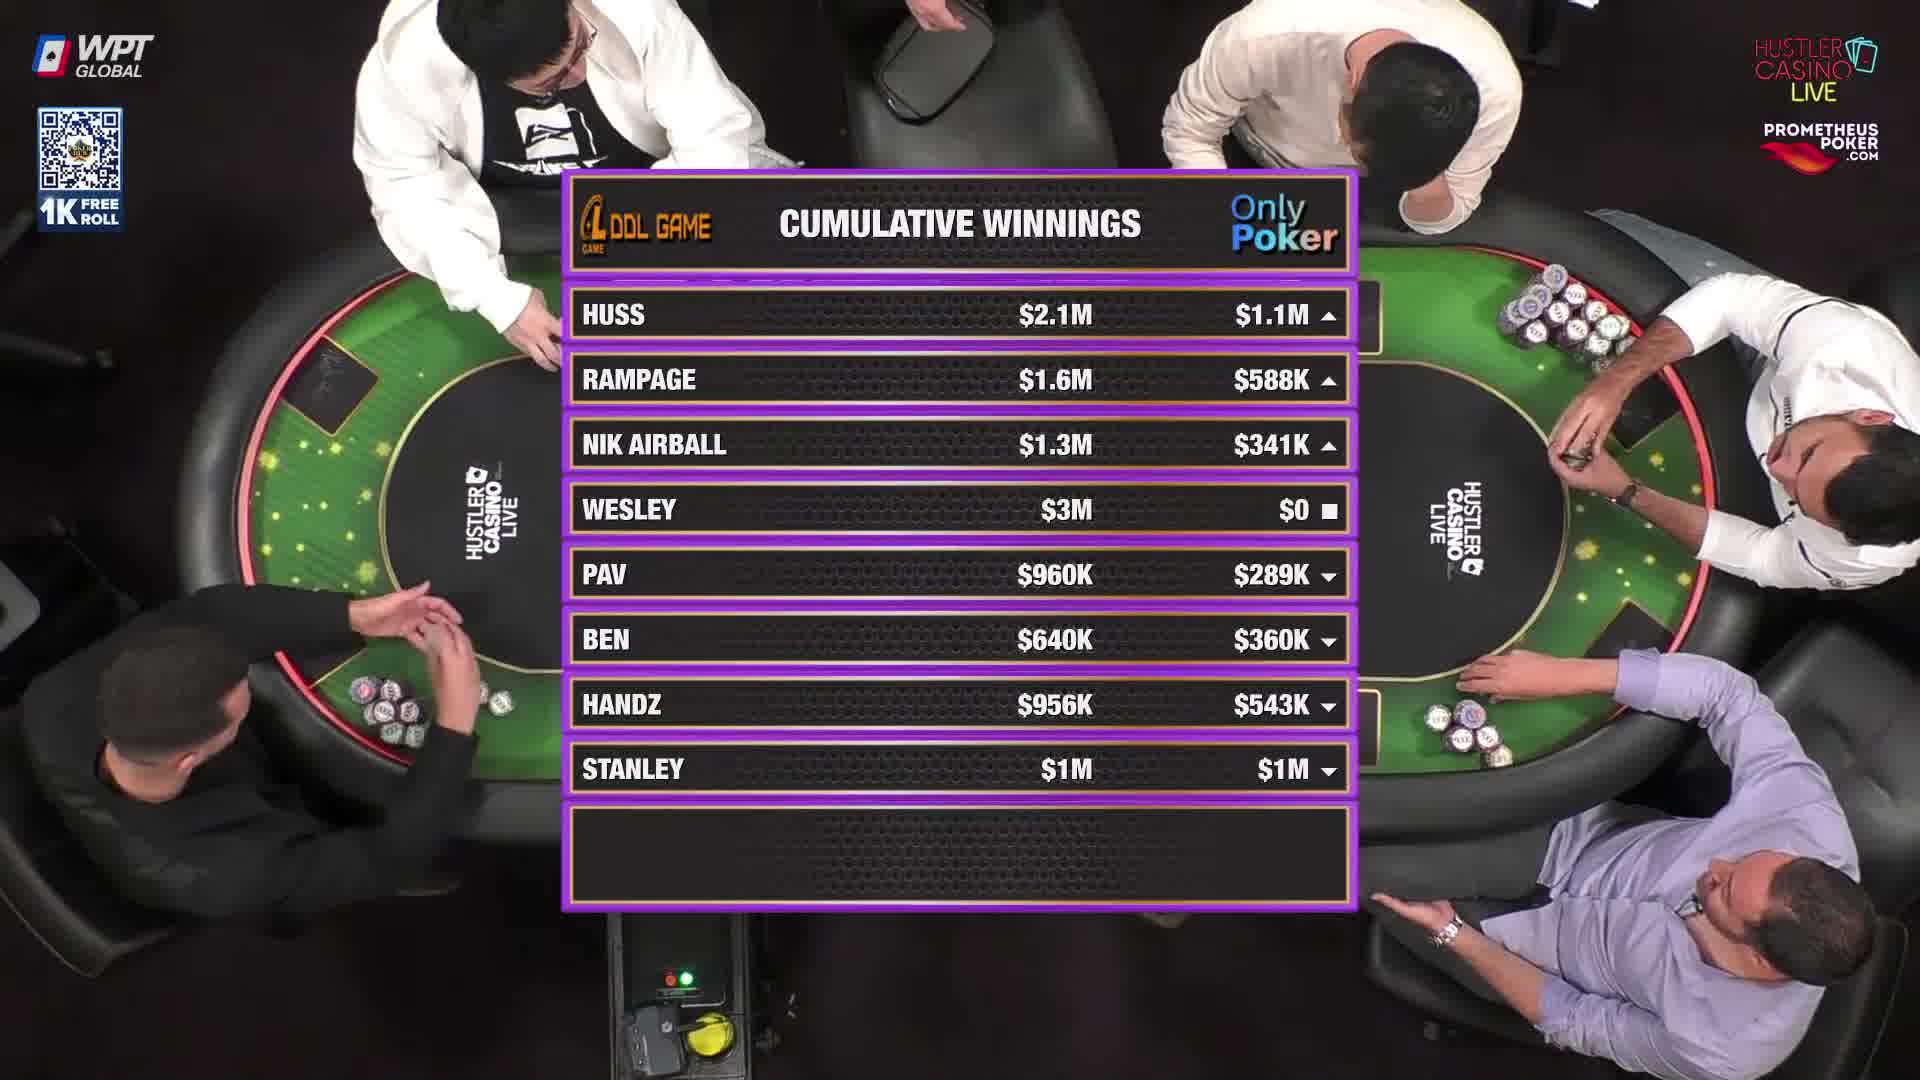 WPT
GLOBAL
1K FREE
ROLL
HUSTLER
CASINO
LIVE
PROMETHEUS
POKER
.COM
DDL GAME
GAME
CUMULATIVE WINNINGS
Only
Poker
HUSS $2.1M $1.1M
RAMPAGE $1.6M $588K
NIK AIRBALL $1.3M $341K
WESLEY $3M $0
PAV $960K $289K
BEN $640K $360K
HANDZ $956K $543K
STANLEY $1M $1M
HUSTLER
CASINO
LIVE
HUSTLER
CASINO
LIVE